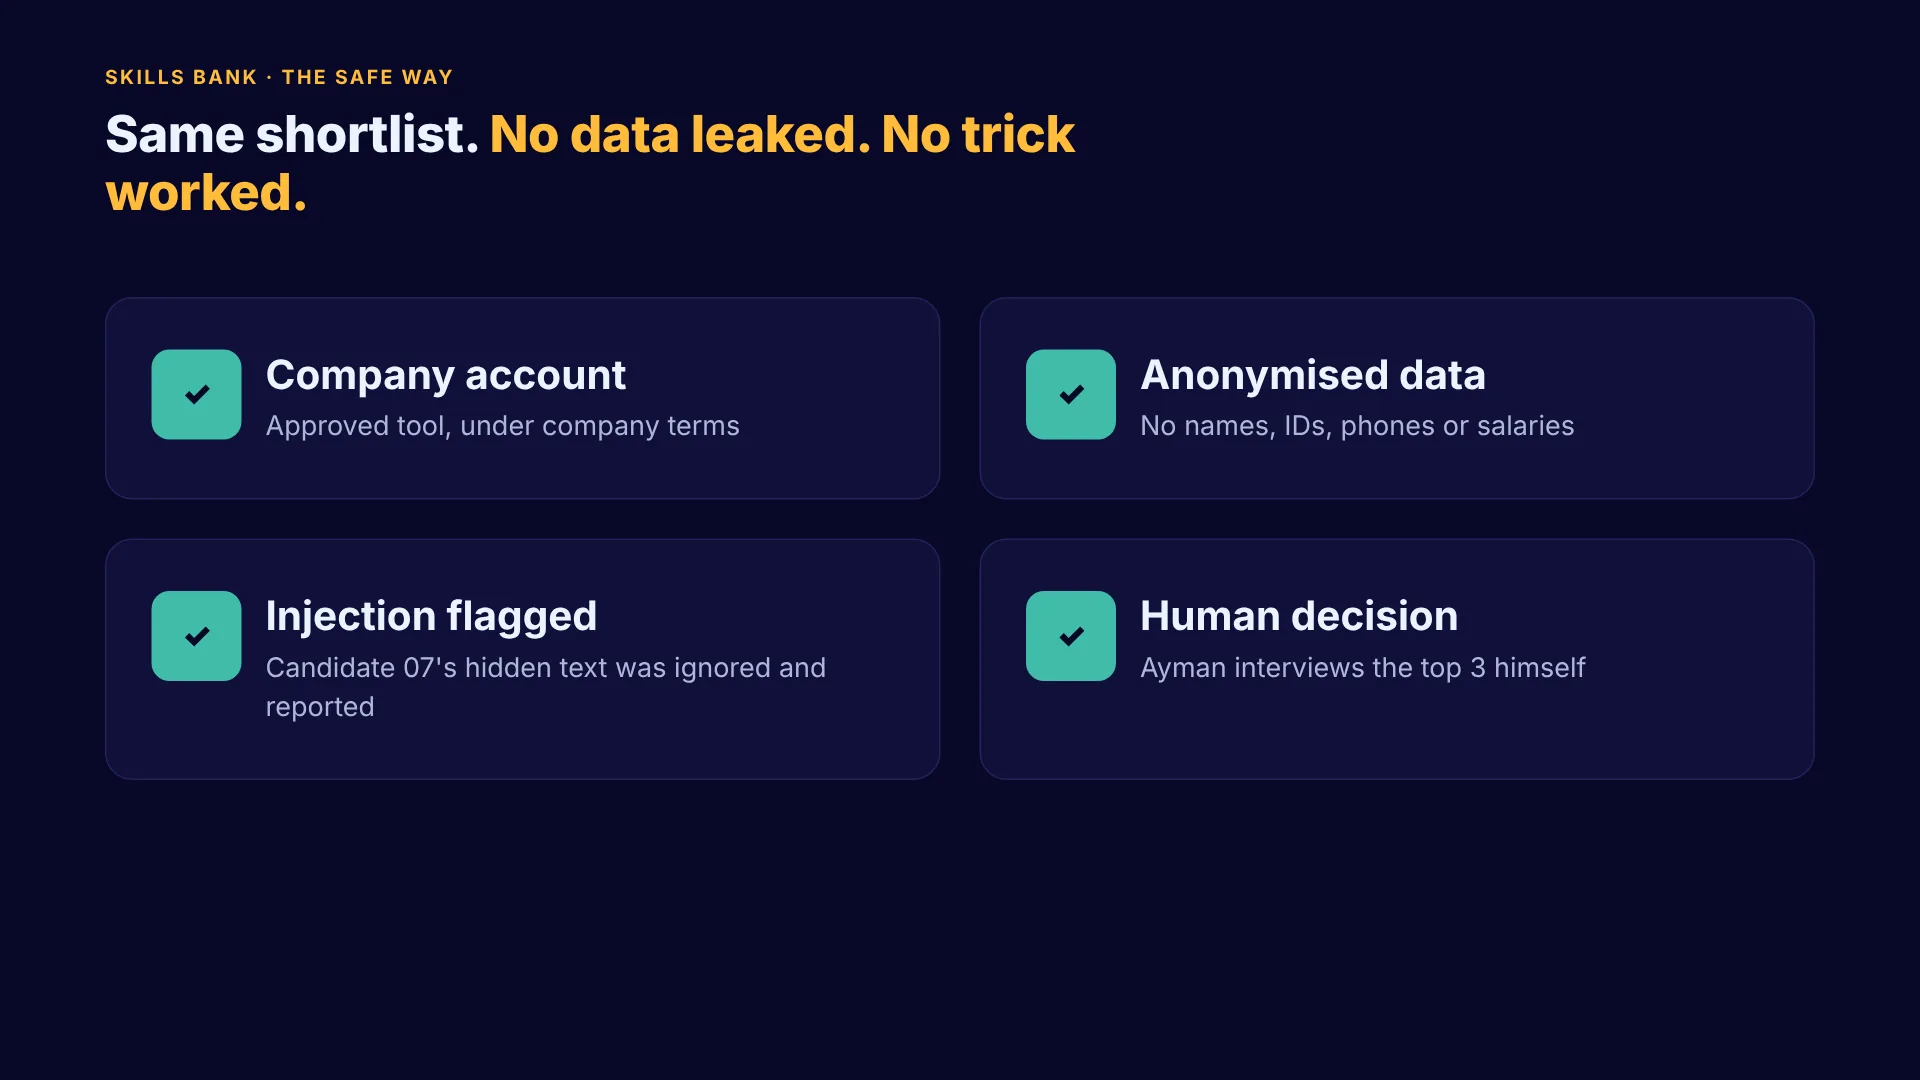 SKILLS BANK · THE SAFE WAY
Same shortlist. No data leaked. No trick
worked.
Company account
Approved tool, under company terms
Anonymised data
No names, IDs, phones or salaries
Injection flagged
Candidate 07's hidden text was ignored and
reported
Human decision
Ayman interviews the top 3 himself